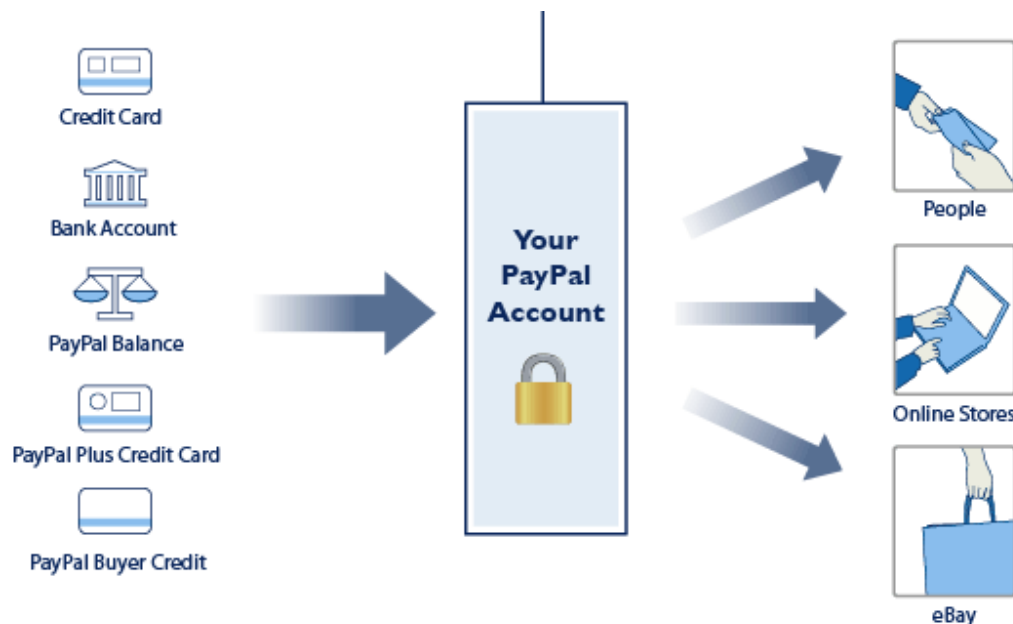 Credit Card
Bank Account
PayPal Balance
PayPal Plus Credit Card
PayPal Buyer Credit
Your
PayPal
Account
People
Online Stores
eBay